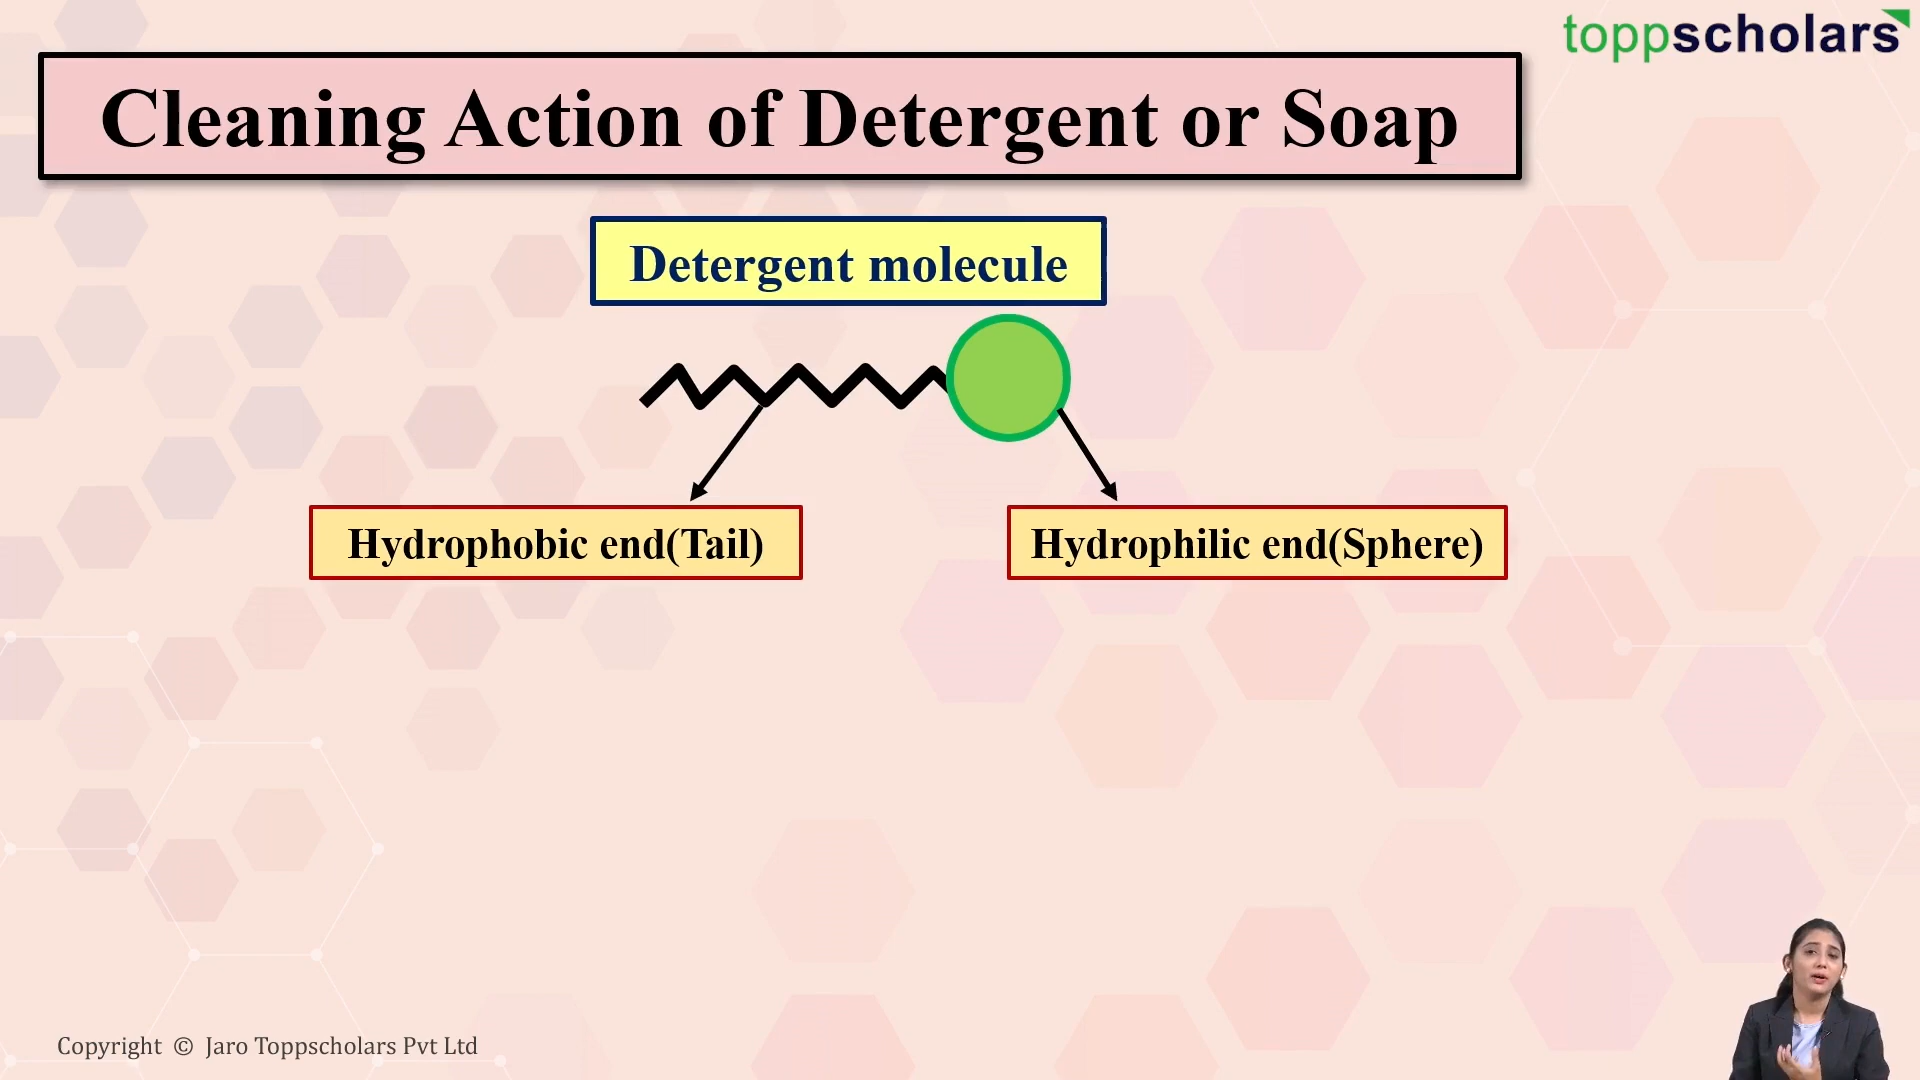 toppscholars
Cleaning Action of Detergent or Soap
Detergent molecule
Hydrophobic end(Tail)
Hydrophilic end(Sphere)
Copyright © Jaro Toppscholars Pvt Ltd